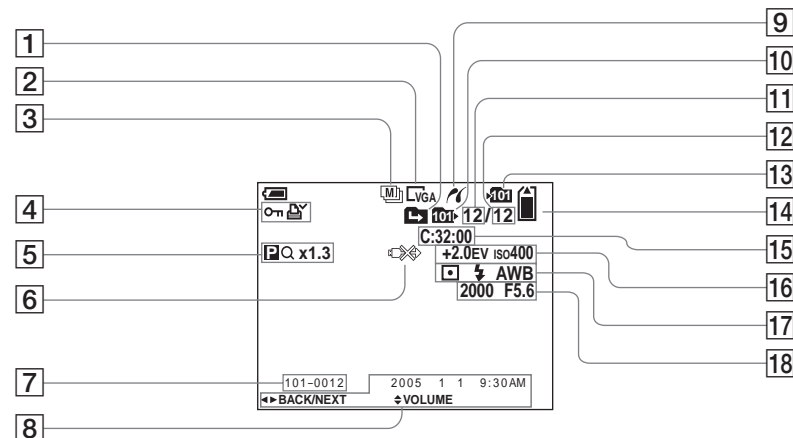 1
2
3
4
5
6
7
8
9
10
11
12
13
14
15
16
17
18
M VGA 101
101 12/12
C:32:00
P x1.3 +2.0EV ISO400
AWB
2000 F5.6
101-0012 2005 1 1 9:30AM
BACK/NEXT VOLUME